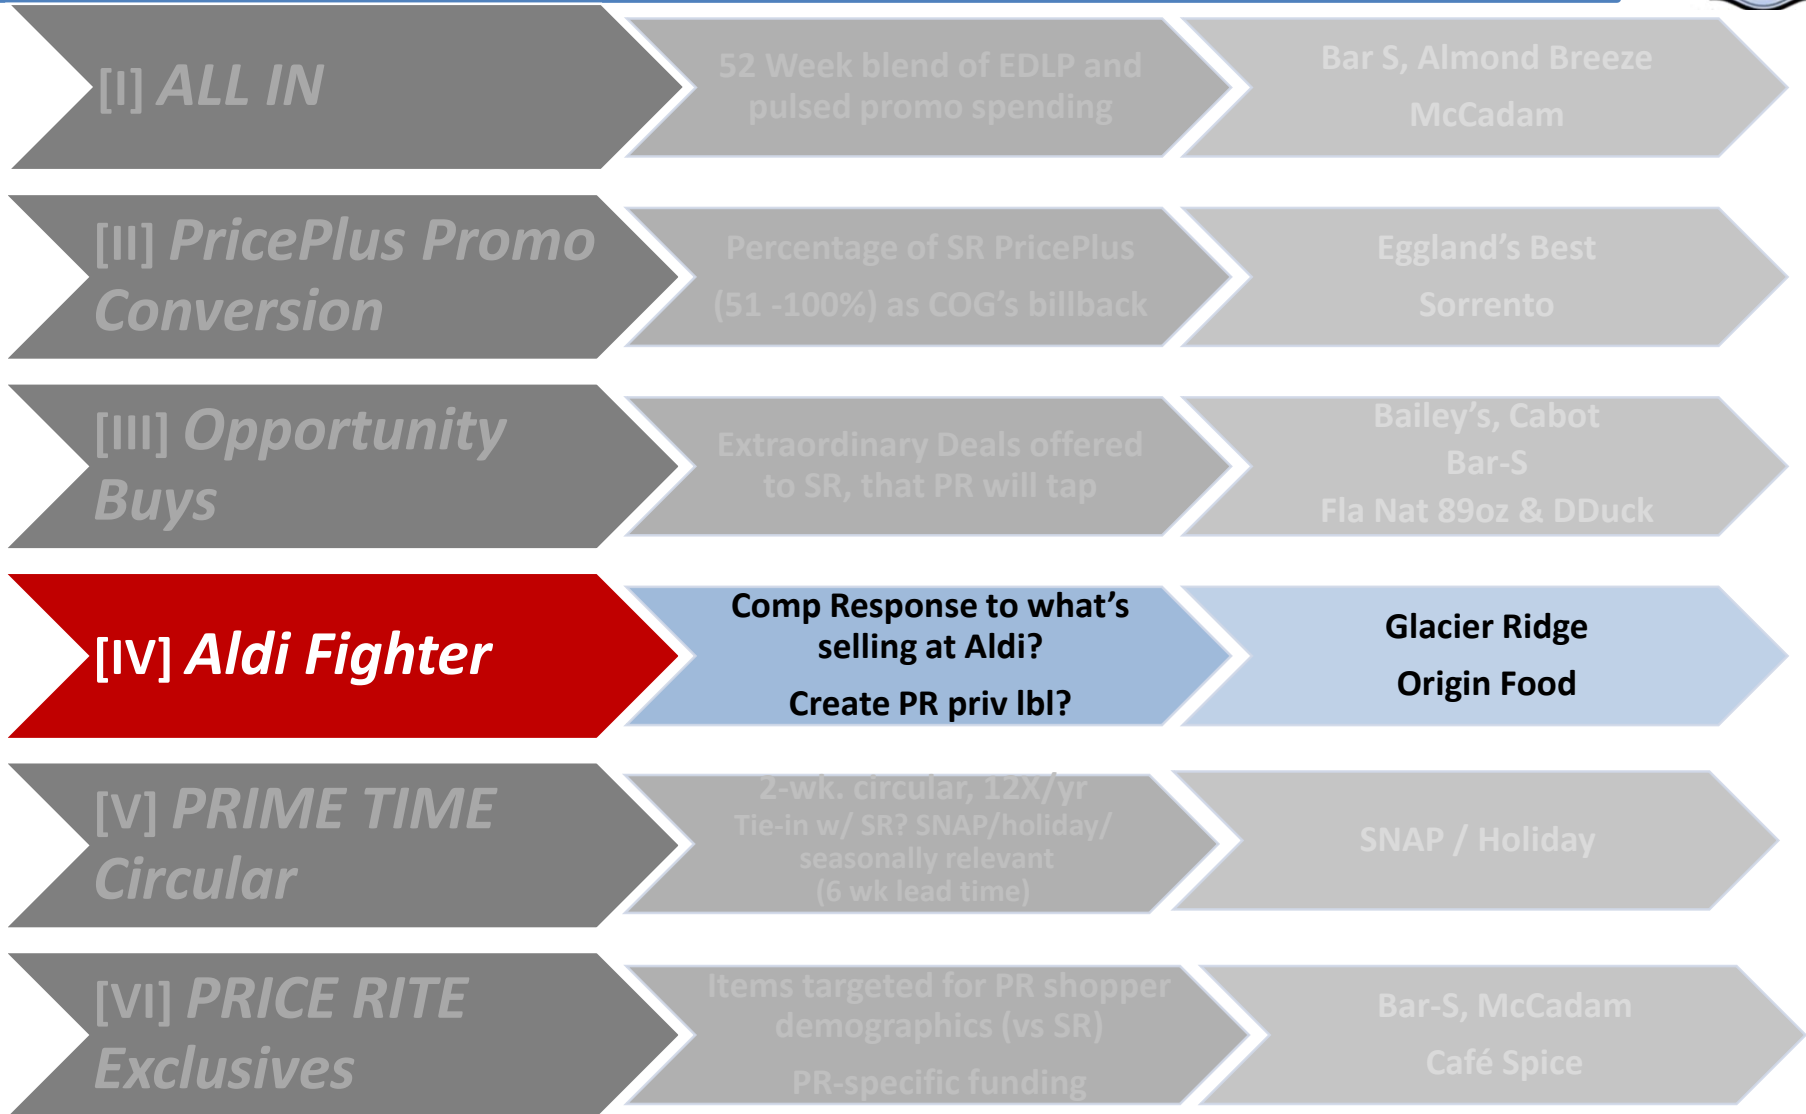 [I] ALL IN
52 Week blend of EDLP and
pulsed promo spending
Bar S, Almond Breeze
McCadam
[II] PricePlus Promo
Conversion
Percentage of SR PricePlus
(51 -100%) as COG’s billback
Eggland’s Best
Sorrento
[III] Opportunity
Buys
Extraordinary Deals offered
to SR, that PR will tap
Bailey’s, Cabot
Bar-S
Fla Nat 89oz & DDuck
[IV] Aldi Fighter
Comp Response to what’s
selling at Aldi?
Create PR priv lbl?
Glacier Ridge
Origin Food
[V] PRIME TIME
Circular
2-wk. circular, 12X/yr
Tie-in w/ SR? SNAP/holiday/
seasonally relevant
(6 wk lead time)
SNAP / Holiday
[VI] PRICE RITE
Exclusives
Items targeted for PR shopper
demographics (vs SR)
PR-specific funding
Bar-S, McCadam
Café Spice